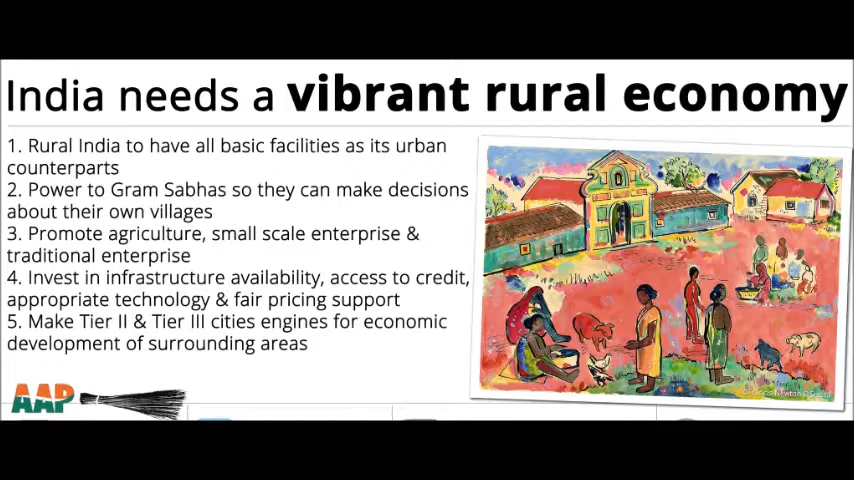 India needs a vibrant rural economy
1. Rural India to have all basic facilities as its urban
counterparts
2. Power to Gram Sabhas so they can make decisions
about their own villages
3. Promote agriculture, small scale enterprise &
traditional enterprise
4. Invest in infrastructure availability, access to credit,
appropriate technology & fair pricing support
5. Make Tier II & Tier III cities engines for economic
development of surrounding areas
AAP